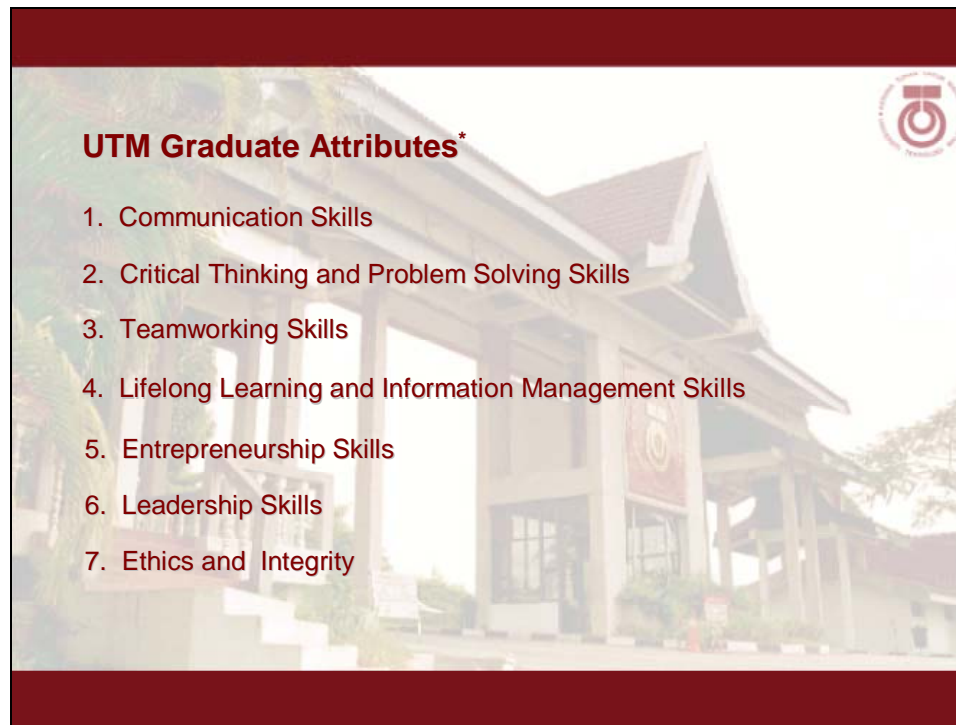 UTM Graduate Attributes*
1. Communication Skills
2. Critical Thinking and Problem Solving Skills
3. Teamworking Skills
4. Lifelong Learning and Information Management Skills
5. Entrepreneurship Skills
6. Leadership Skills
7. Ethics and Integrity